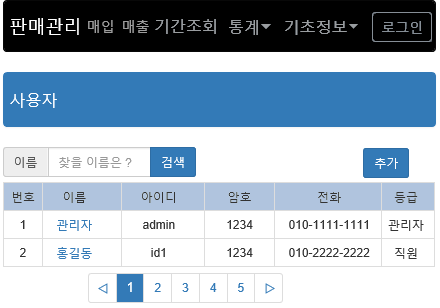 판매관리 매입 매출 기간조회 통계 기초정보 로그인
사용자
이름 찾을 이름은 ? 검색 추가
번호 이름 아이디 암호 전화 등급
1 관리자 admin 1234 010-1111-1111 관리자
2 홍길동 id1 1234 010-2222-2222 직원
◁ 1 2 3 4 5 ▷